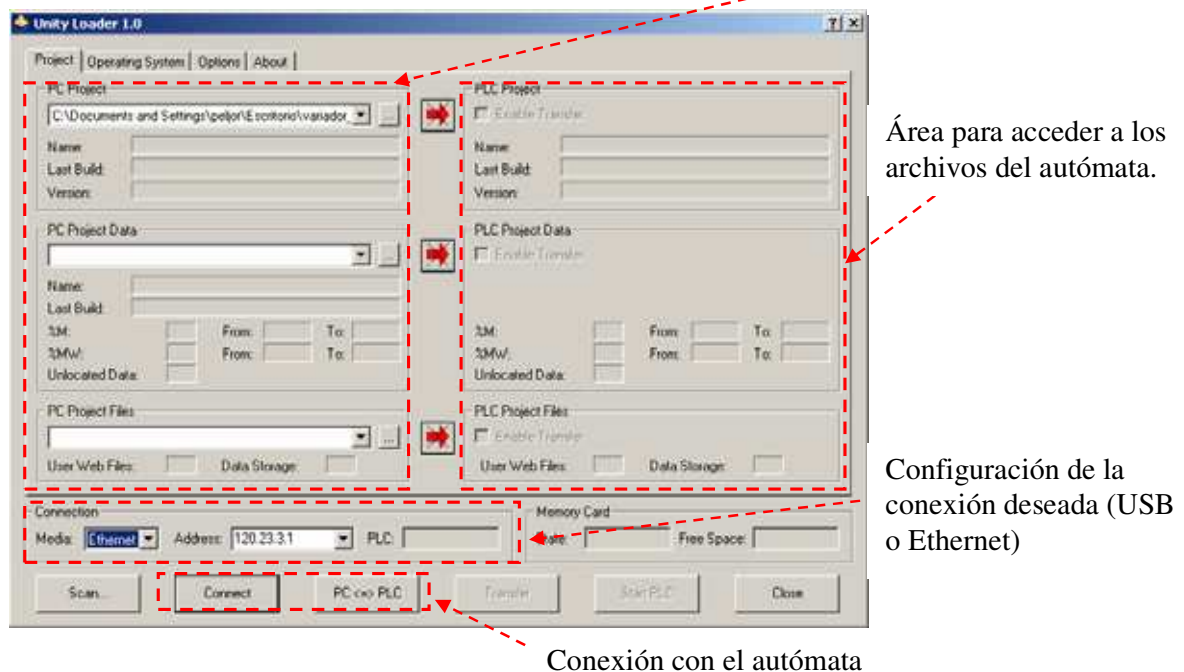 Unity Loader 1.0
Project Operating System Options About
PC Project
C:\Documents and Settings\peljor\Escritorio\variador_ ...
Name:
Last Build:
Version:
PLC Project
Enable Transfer
Name:
Last Build:
Version:
Área para acceder a los
archivos del autómata.
PC Project Data
...
Name:
Last Build:
%M: From: To:
%MW: From: To:
Unlocated Data:
PLC Project Data
Enable Transfer
%M: From: To:
%MW: From: To:
Unlocated Data:
PC Project Files
...
User Web Files: Data Storage:
PLC Project Files
Enable Transfer
User Web Files: Data Storage:
Configuración de la
conexión deseada (USB
o Ethernet)
Connection
Media: Ethernet Address: 120.23.3.1 PLC:
Memory Card
State: Free Space:
Scan... Connect PC <=> PLC Transfer Start PLC Close
Conexión con el autómata